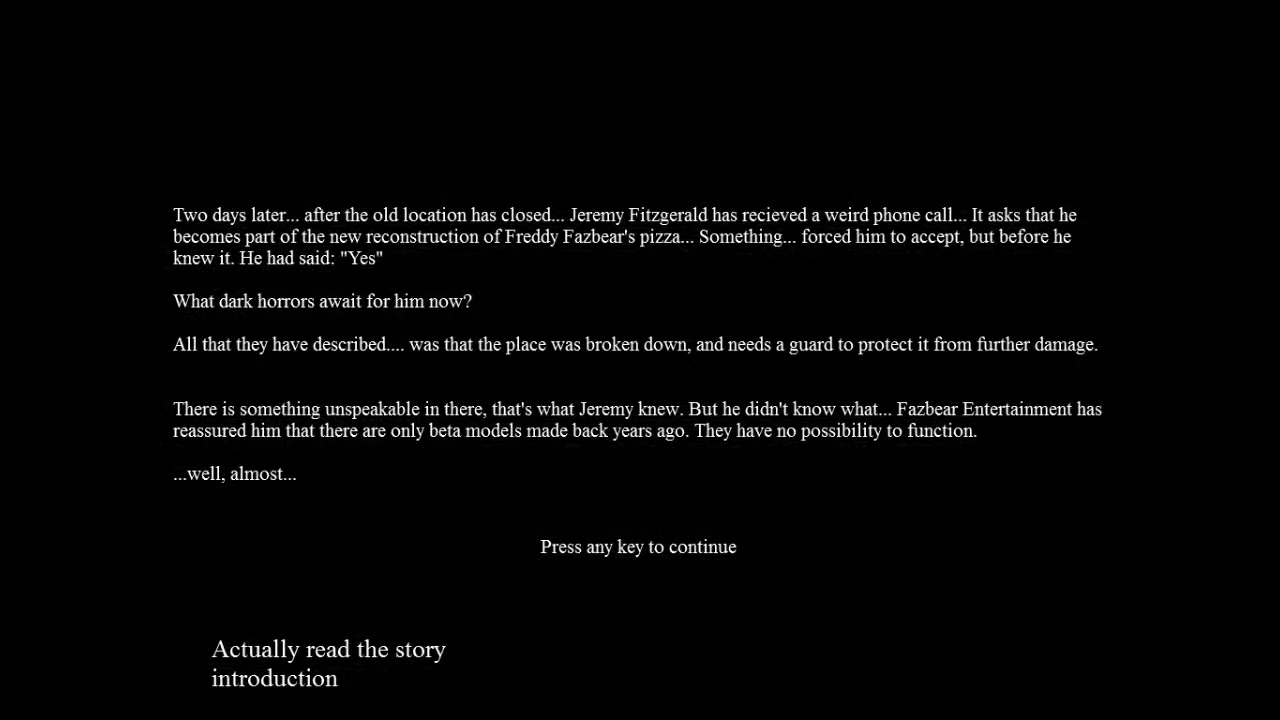 Two days later... after the old location has closed... Jeremy Fitzgerald has recieved a weird phone call... It asks that he
becomes part of the new reconstruction of Freddy Fazbear's pizza... Something... forced him to accept, but before he
knew it. He had said: "Yes"
What dark horrors await for him now?
All that they have described.... was that the place was broken down, and needs a guard to protect it from further damage.
There is something unspeakable in there, that's what Jeremy knew. But he didn't know what... Fazbear Entertainment has
reassured him that there are only beta models made back years ago. They have no possibility to function.
...well, almost...
Press any key to continue
Actually read the story
introduction